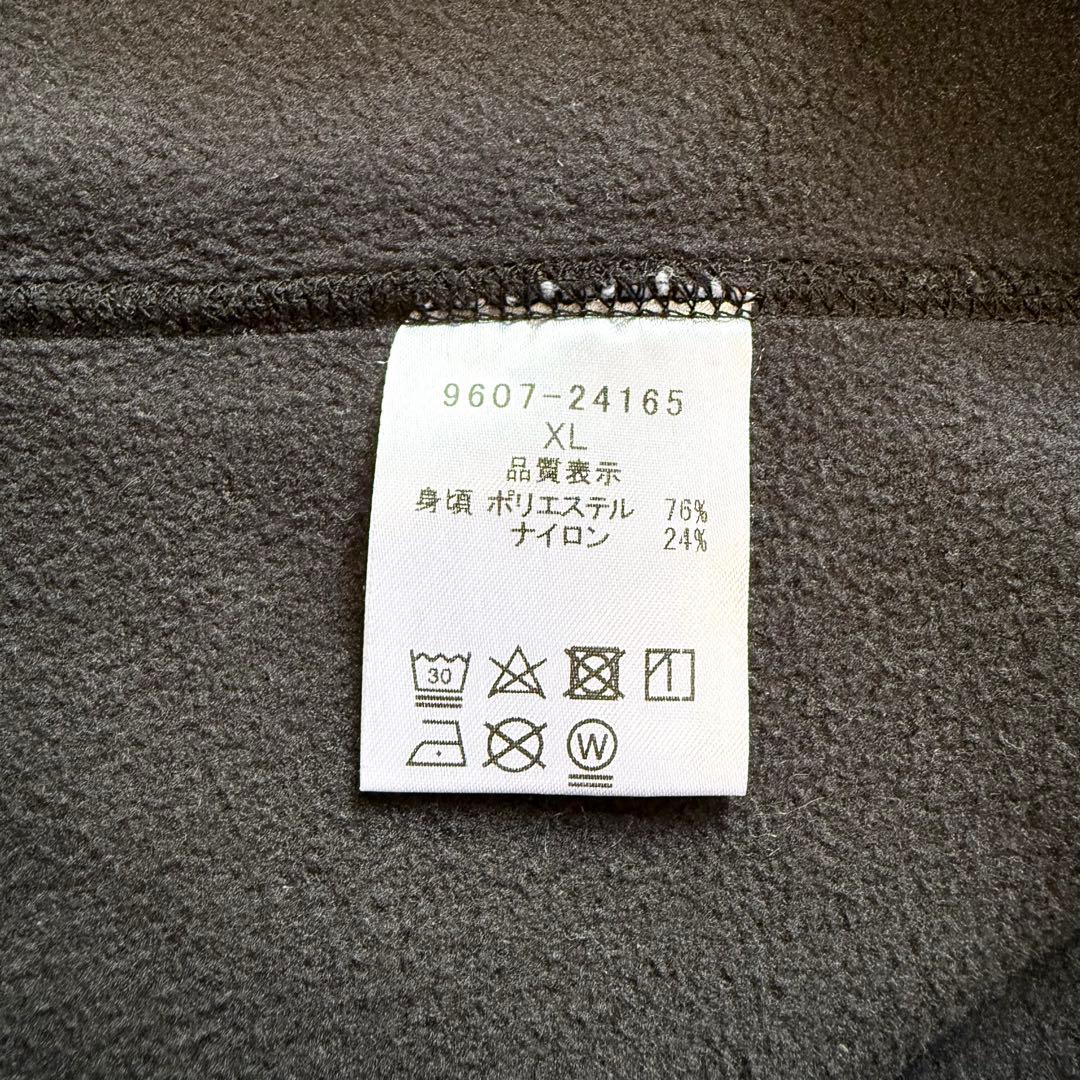 9607-24165
XL
品質表示
身頃 ポリエステル 76%
ナイロン 24%
30
W